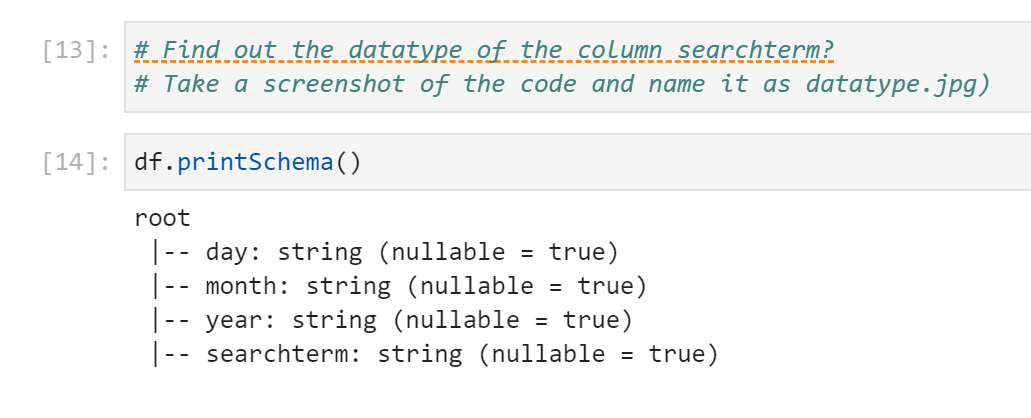 [13]: # Find out the datatype of the column searchterm?
# Take a screenshot of the code and name it as datatype.jpg)
[14]: df.printSchema()
root
 |-- day: string (nullable = true)
 |-- month: string (nullable = true)
 |-- year: string (nullable = true)
 |-- searchterm: string (nullable = true)